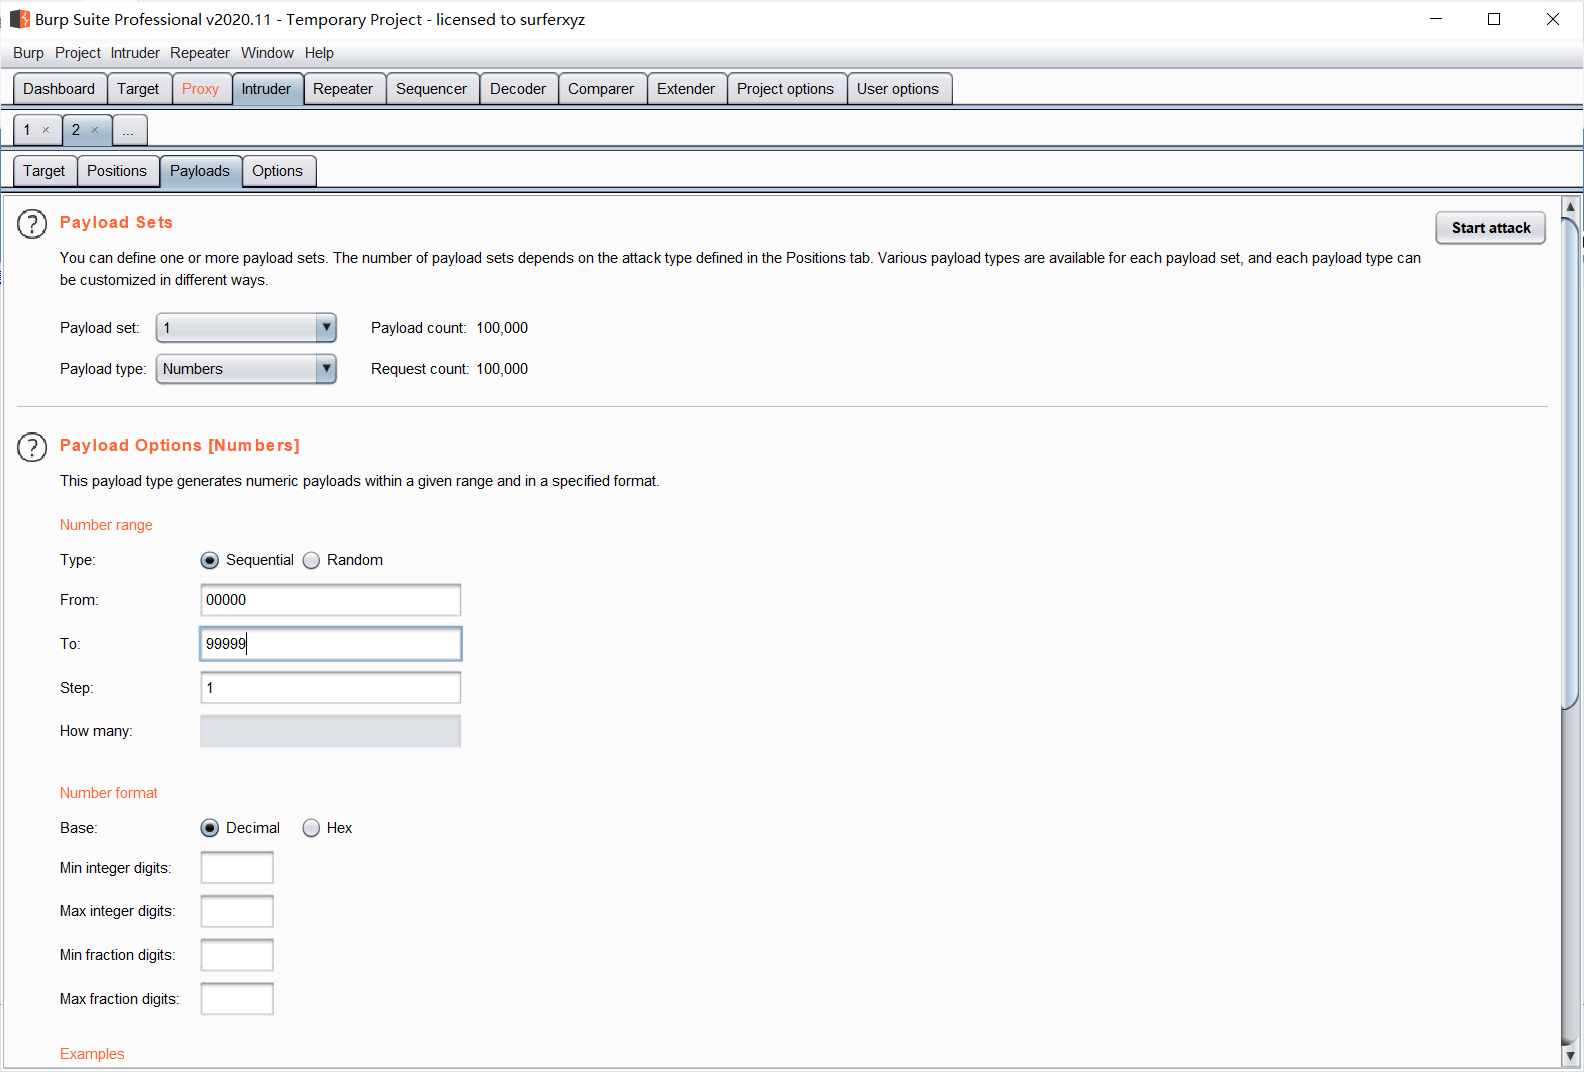 Burp Suite Professional v2020.11 - Temporary Project - licensed to surferxyz
Burp Project Intruder Repeater Window Help
Dashboard Target Proxy Intruder Repeater Sequencer Decoder Comparer Extender Project options User options
1 × 2 × ...
Target Positions Payloads Options
? Payload Sets
Start attack
You can define one or more payload sets. The number of payload sets depends on the attack type defined in the Positions tab. Various payload types are available for each payload set, and each payload type can
be customized in different ways.
Payload set: 1 Payload count: 100,000
Payload type: Numbers Request count: 100,000
? Payload Options [Numbers]
This payload type generates numeric payloads within a given range and in a specified format.
Number range
Type: Sequential Random
From: 00000
To: 99999
Step: 1
How many:
Number format
Base: Decimal Hex
Min integer digits:
Max integer digits:
Min fraction digits:
Max fraction digits:
Examples